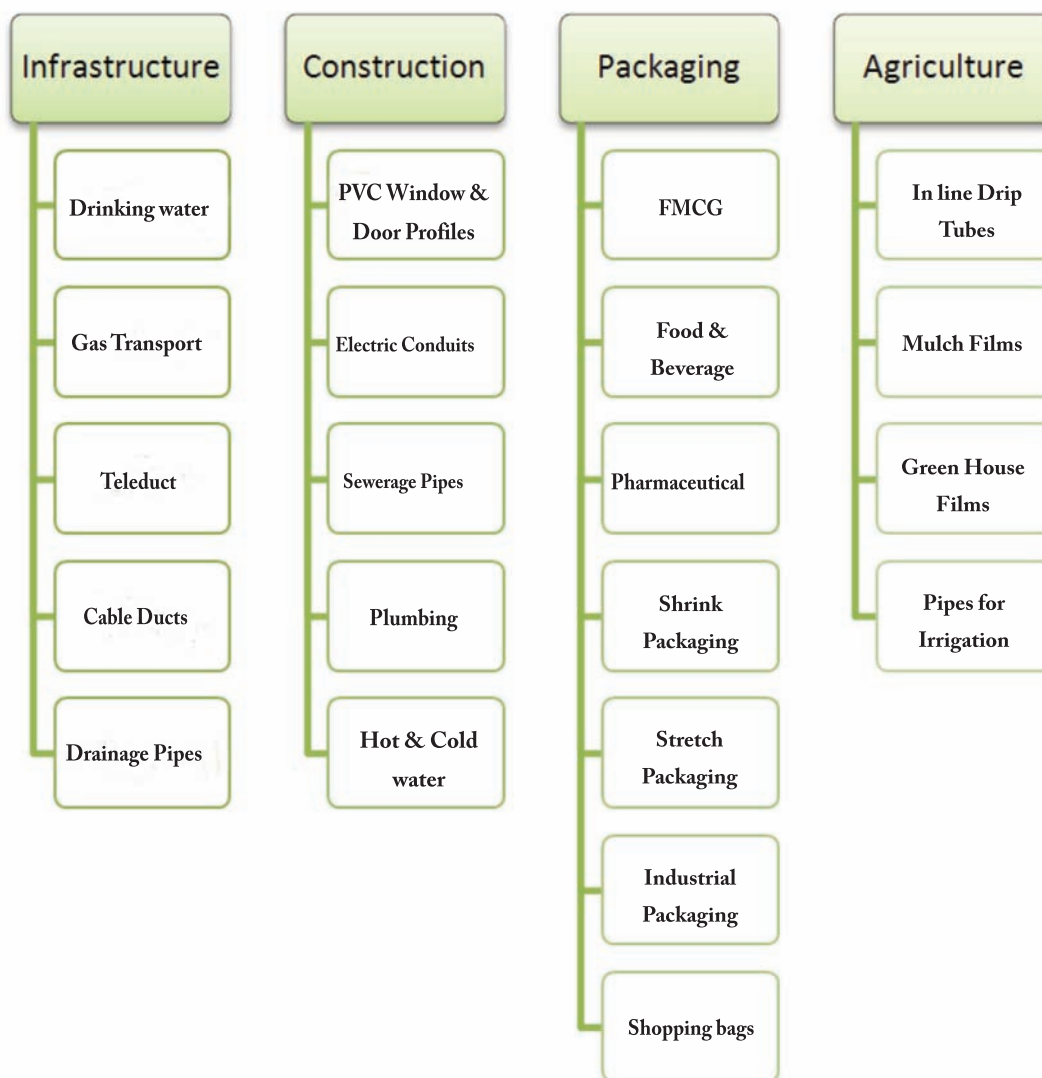 Infrastructure
Drinking water
Gas Transport
Teleduct
Cable Ducts
Drainage Pipes
Construction
PVC Window &
Door Profiles
Electric Conduits
Sewerage Pipes
Plumbing
Hot & Cold
water
Packaging
FMCG
Food &
Beverage
Pharmaceutical
Shrink
Packaging
Stretch
Packaging
Industrial
Packaging
Shopping bags
Agriculture
In line Drip
Tubes
Mulch Films
Green House
Films
Pipes for
Irrigation